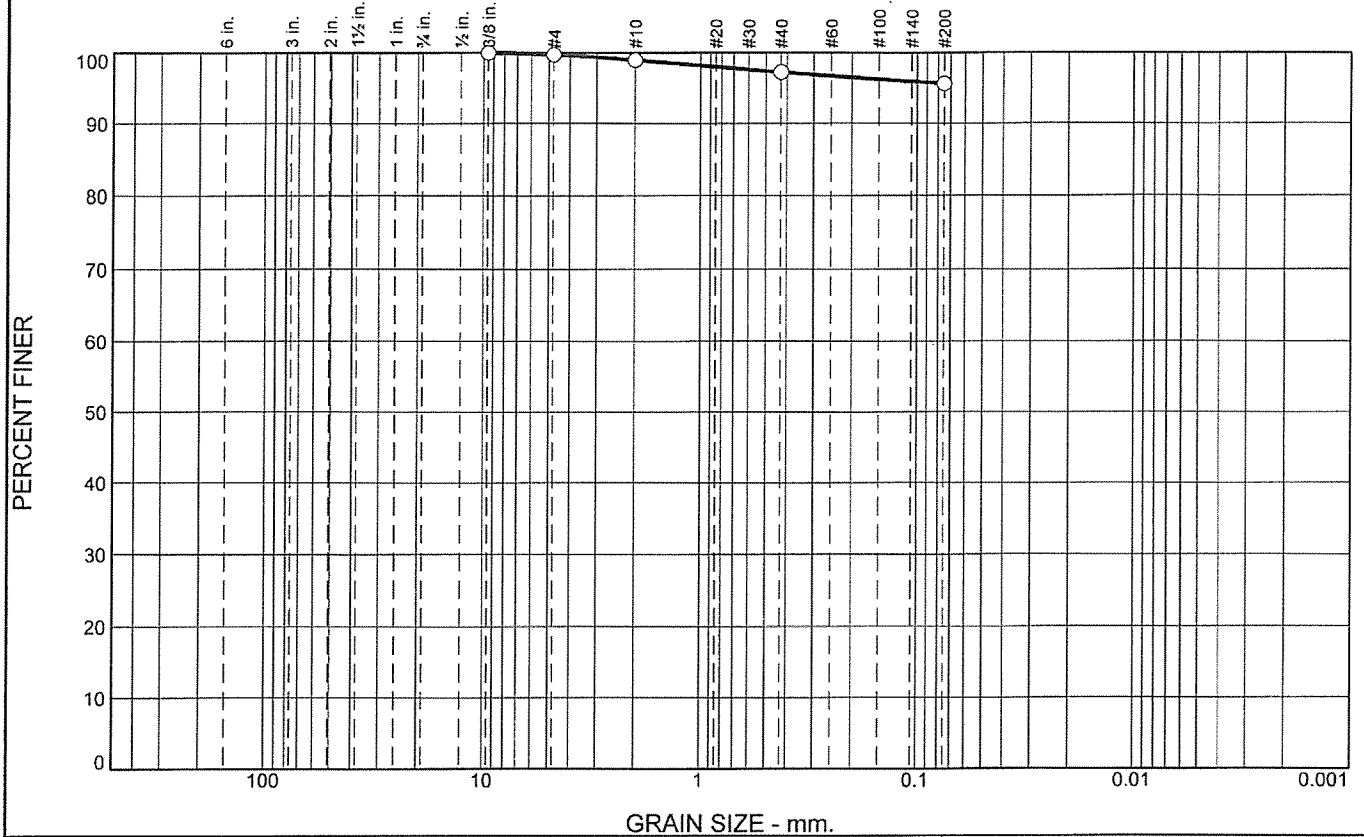 6 in.
3 in.
2 in.
1½ in.
1 in.
¾ in.
½ in.
3/8 in.
#4
#10
#20
#30
#40
#60
#100
#140
#200
100
90
80
70
60
50
40
30
20
10
0
PERCENT FINER
100 10 1 0.1 0.01 0.001
GRAIN SIZE - mm.